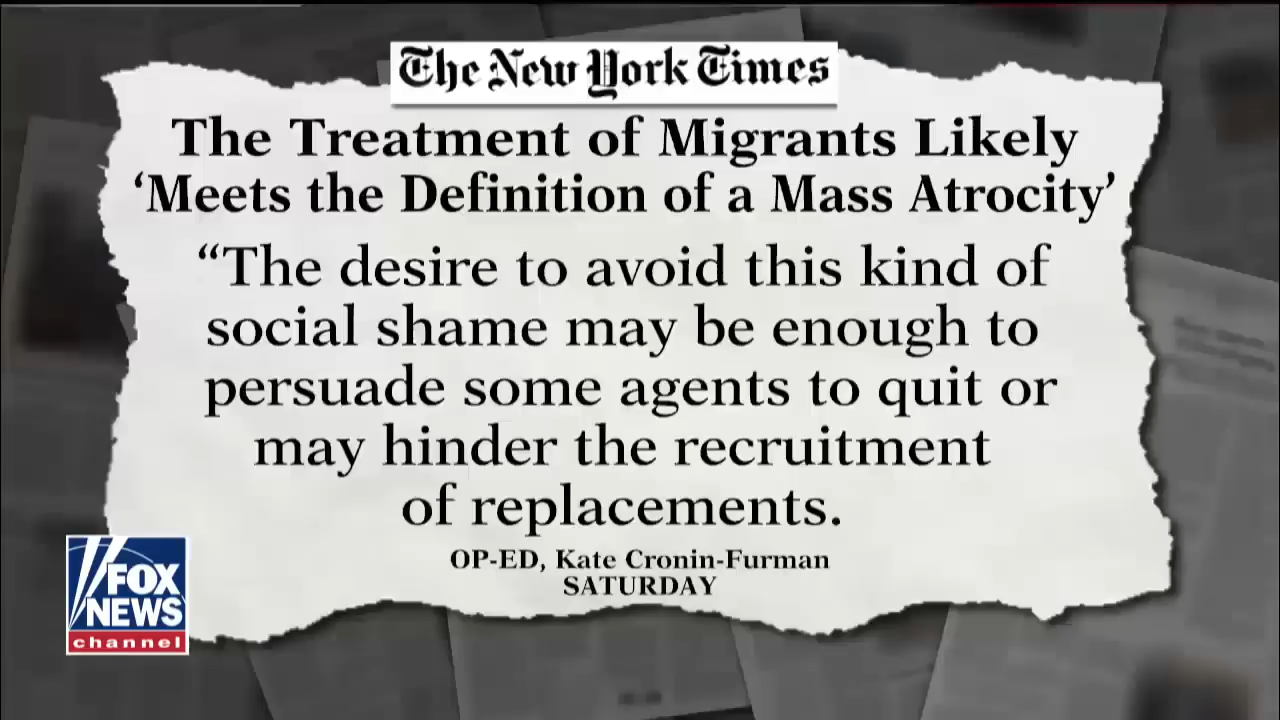 The New York Times
The Treatment of Migrants Likely
‘Meets the Definition of a Mass Atrocity’
“The desire to avoid this kind of
social shame may be enough to
persuade some agents to quit or
may hinder the recruitment
of replacements.
OP-ED, Kate Cronin-Furman
SATURDAY
FOX
NEWS
channel